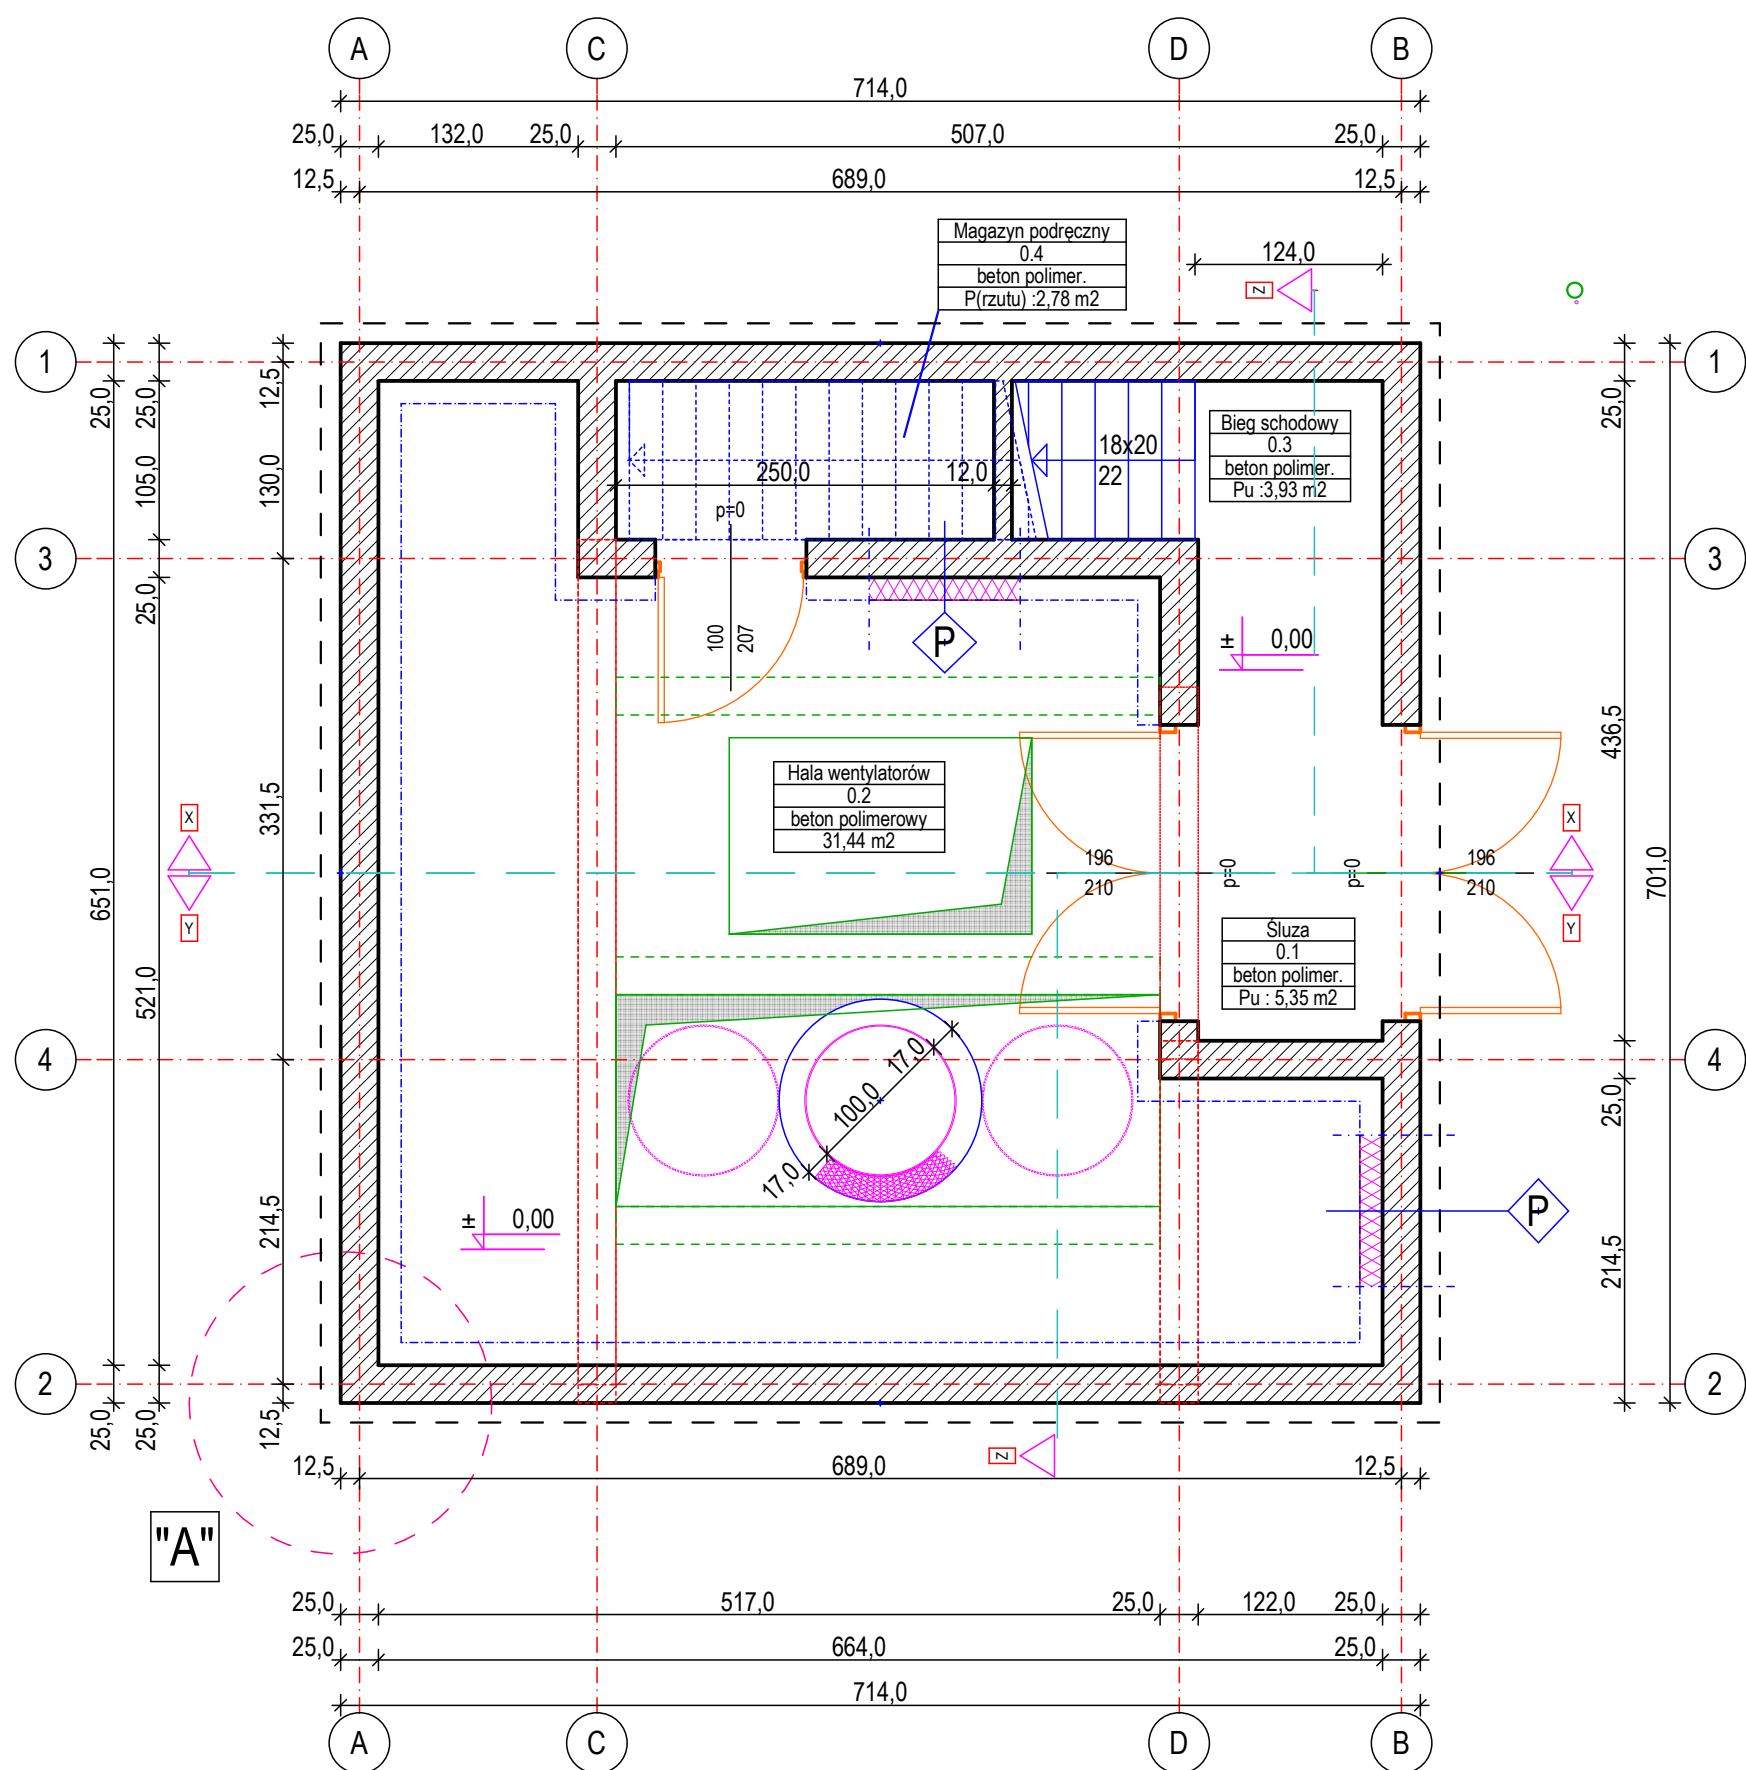 A C D B
714,0
25,0 132,0 25,0 507,0 25,0
12,5 689,0 12,5
Magazyn podręczny
0.4
beton polimer.
P(rzutu) :2,78 m2
124,0
Z
1 1
25,0 25,0 12,5 25,0
105,0 130,0
Bieg schodowy
0.3
beton polimer.
Pu :3,93 m2
18x20
22
250,0 12,0
p=0
3 3
25,0
100
207
P
± 0,00
331,5
436,5
Hala wentylatorów
0.2
beton polimerowy
31,44 m2
X X
196
210
p=0 p=0
196
210
Y Y
651,0
701,0
521,0
Śluza
0.1
beton polimer.
Pu : 5,35 m2
4 4
17,0
100,0
17,0
25,0
± 0,00
214,5
214,5
P
2 2
25,0 25,0 12,5
Z
12,5 689,0 12,5
"A"
25,0 517,0 25,0 122,0 25,0
25,0 664,0 25,0
714,0
A C D B